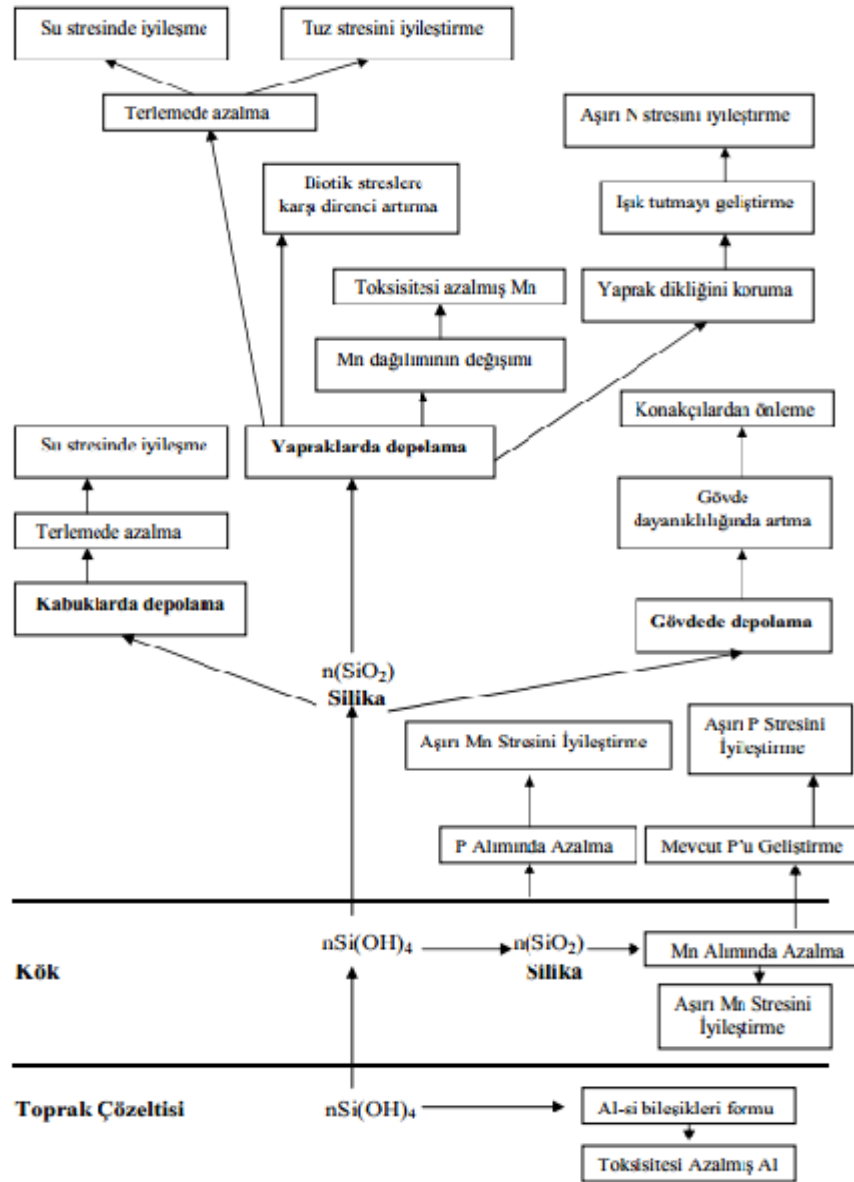 Su stresinde iyileşme
Tuz stresini iyileştirme
Terlemede azalma
Aşırı N stresini iyileştirme
Biotik streslere
karşı direnci artırma
Işık tutmayı geliştirme
Toksisitesi azalmış Mn
Yaprak dikliğini koruma
Mn dağılımının değişimi
Konakçılardan önleme
Su stresinde iyileşme
Yapraklarda depolama
Gövde
dayanıklılığında artma
Terlemede azalma
Kabuklarda depolama
Gövdede depolama
n(SiO₂)
Silika
Aşırı Mn Stresini İyileştirme
Aşırı P Stresini
İyileştirme
P Alımında Azalma
Mevcut P'u Geliştirme
Kök
nSi(OH)₄
n(SiO₂)
Silika
Mn Alımında Azalma
Aşırı Mn Stresini
İyileştirme
Toprak Çözeltisi
nSi(OH)₄
Al-si bileşikleri formu
Toksisitesi Azalmış Al